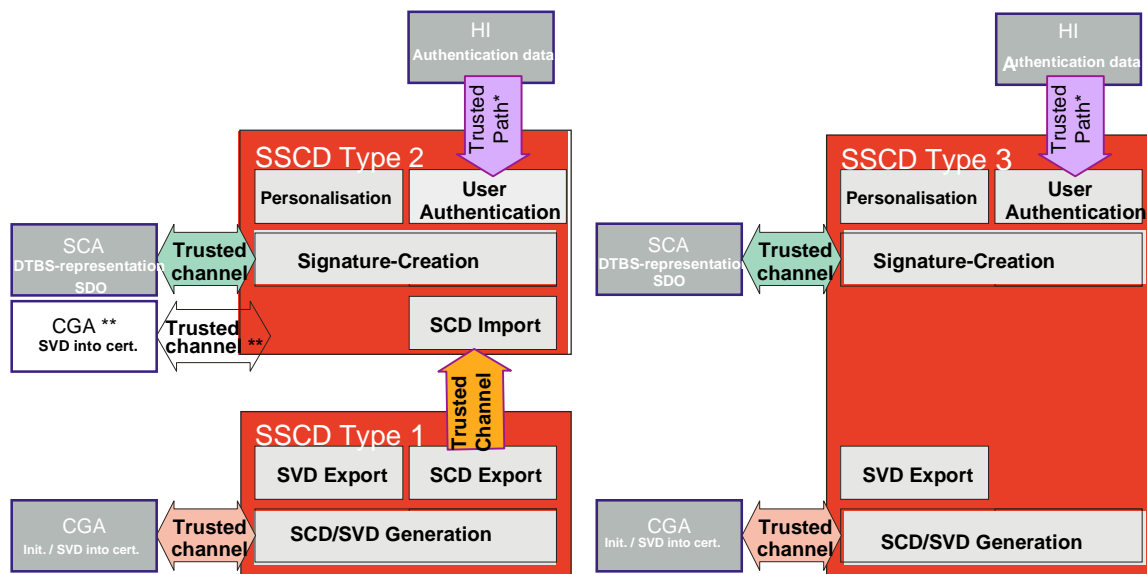 HI
Authentication data
Trusted
Path*
SSCD Type 2
Personalisation
User
Authentication
SCA
DTBS-representation
SDO
Trusted
channel
Signature-Creation
CGA **
SVD into cert.
Trusted
channel **
SCD Import
Trusted
Channel
SSCD Type 1
SVD Export
SCD Export
CGA
Init. / SVD into cert.
Trusted
channel
SCD/SVD Generation
HI
Authentication data
Trusted
Path*
SSCD Type 3
Personalisation
User
Authentication
SCA
DTBS-representation
SDO
Trusted
channel
Signature-Creation
SVD Export
CGA
Init. / SVD into cert.
Trusted
channel
SCD/SVD Generation